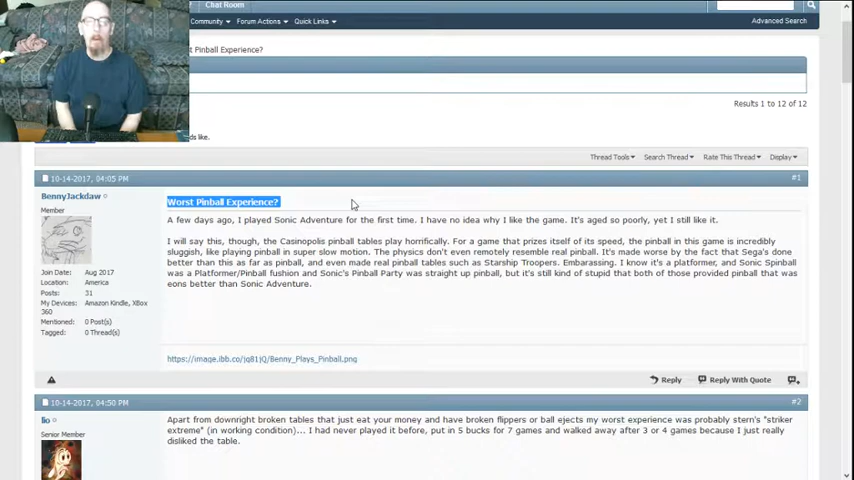 Chat Room
Community Forum Actions Quick Links
Advanced Search
t Pinball Experience?
Results 1 to 12 of 12
ds like.
Thread Tools Search Thread Rate This Thread Display
10-14-2017, 04:05 PM #1
BennyJackdaw
Member
Join Date: Aug 2017
Location: America
Posts: 31
My Devices: Amazon Kindle, XBox
360
Mentioned: 0 Post(s)
Tagged: 0 Thread(s)
Worst Pinball Experience?
A few days ago, I played Sonic Adventure for the first time. I have no idea why I like the game. It's aged so poorly, yet I still like it.
I will say this, though, the Casinopolis pinball tables play horrifically. For a game that prizes itself of its speed, the pinball in this game is incredibly
sluggish, like playing pinball in super slow motion. The physics don't even remotely resemble real pinball. It's made worse by the fact that Sega's done
better than this as far as pinball, and even made real pinball tables such as Starship Troopers. Embarassing. I know it's a platformer, and Sonic Spinball
was a Platformer/Pinball fushion and Sonic's Pinball Party was straight up pinball, but it's still kind of stupid that both of those provided pinball that was
eons better than Sonic Adventure.
https://image.ibb.co/jq81jQ/Benny_Plays_Pinball.png
Reply Reply With Quote
10-14-2017, 04:50 PM #2
lio
Senior Member
Apart from downright broken tables that just eat your money and have broken flippers or ball ejects my worst experience was probably stern's "striker
extreme" (in working condition)... I had never played it before, put in 5 bucks for 7 games and walked away after 3 or 4 games because I just really
disliked the table.